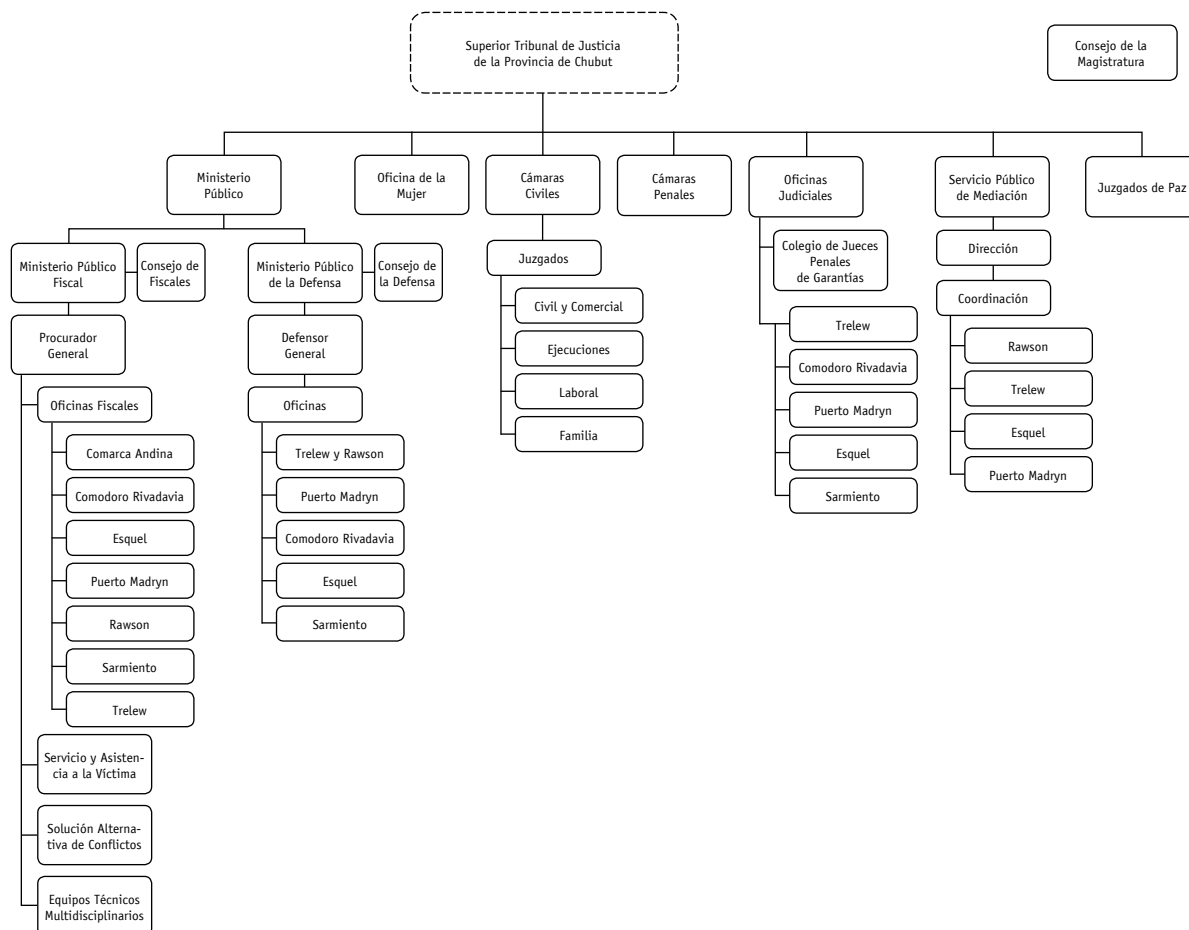 Superior Tribunal de Justicia
de la Provincia de Chubut
Consejo de la
Magistratura
Ministerio
Público
Oficina de la
Mujer
Cámaras
Civiles
Cámaras
Penales
Oficinas
Judiciales
Servicio Público
de Mediación
Juzgados de Paz
Ministerio Público
Fiscal
Consejo de
Fiscales
Ministerio Público
de la Defensa
Consejo de
la Defensa
Procurador
General
Oficinas Fiscales
Comarca Andina
Comodoro Rivadavia
Esquel
Puerto Madryn
Rawson
Sarmiento
Trelew
Servicio y Asisten-
cia a la Víctima
Solución Alterna-
tiva de Conflictos
Equipos Técnicos
Multidisciplinarios
Defensor
General
Oficinas
Trelew y Rawson
Puerto Madryn
Comodoro Rivadavia
Esquel
Sarmiento
Juzgados
Civil y Comercial
Ejecuciones
Laboral
Familia
Colegio de Jueces
Penales
de Garantías
Trelew
Comodoro Rivadavia
Puerto Madryn
Esquel
Sarmiento
Dirección
Coordinación
Rawson
Trelew
Esquel
Puerto Madryn